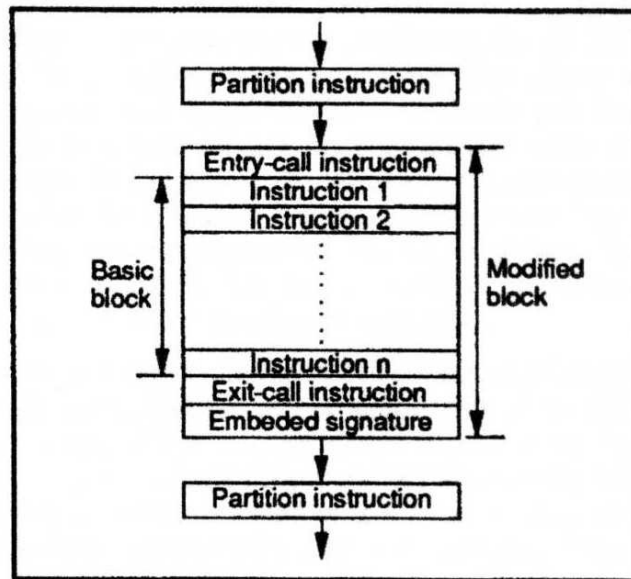 Partition instruction
Entry-call instruction
Instruction 1
Instruction 2
Basic
block
Modified
block
Instruction n
Exit-call instruction
Embeded signature
Partition instruction